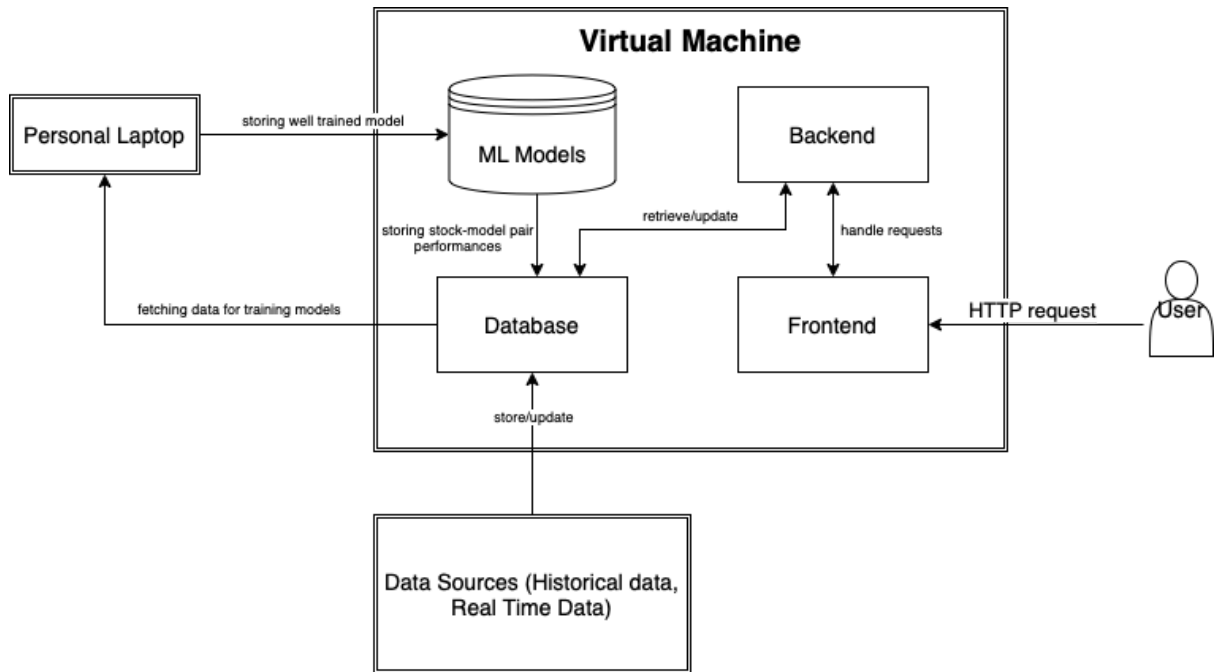 Virtual Machine
Personal Laptop
storing well trained model
ML Models
Backend
storing stock-model pair
performances
retrieve/update
handle requests
fetching data for training models
Database
Frontend
HTTP request
User
store/update
Data Sources (Historical data,
Real Time Data)